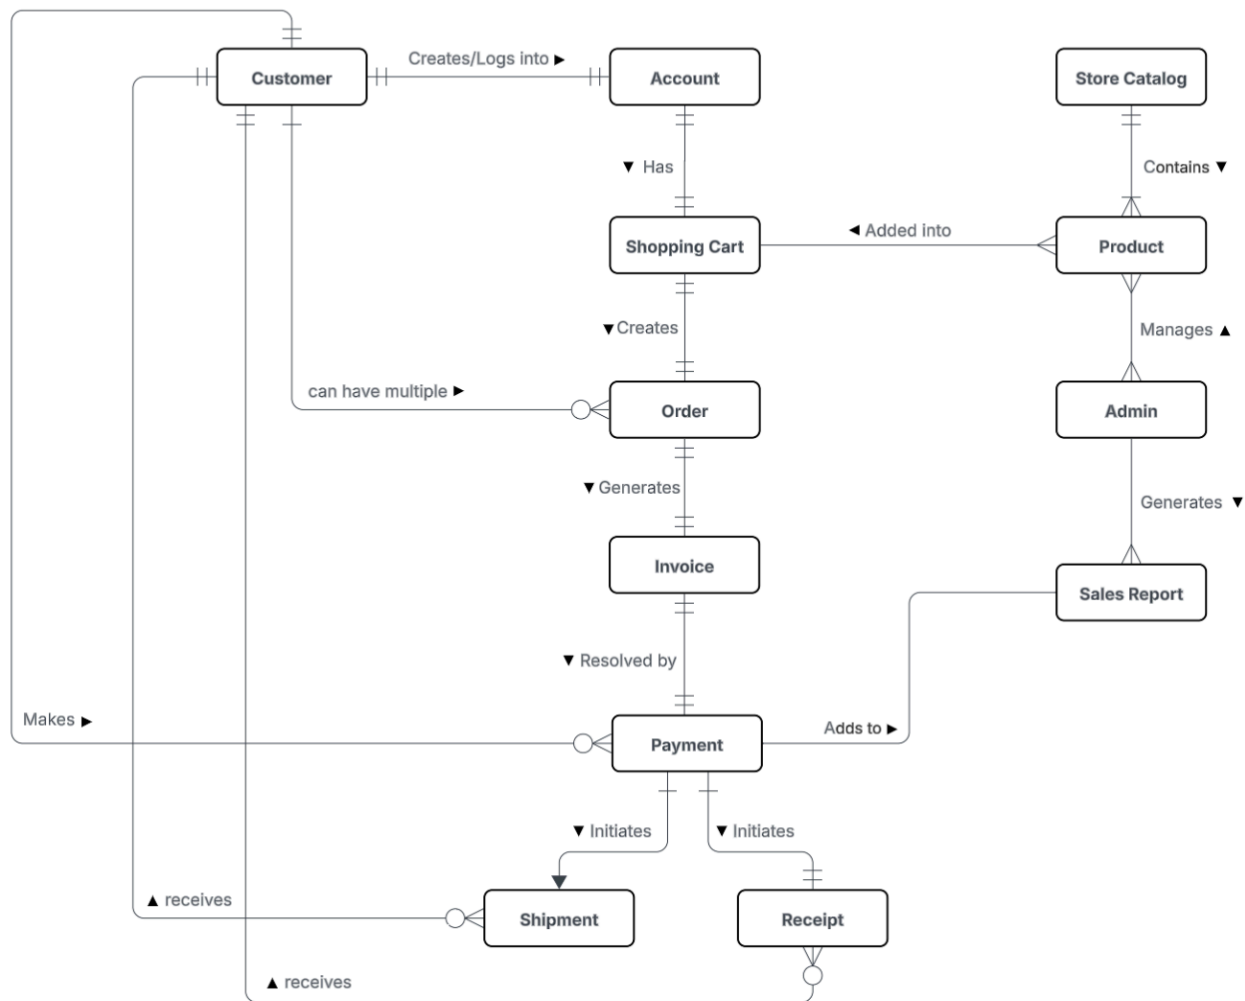 Customer
Creates/Logs into ►
Account
Store Catalog
▼ Has
Contains ▼
Shopping Cart
◄ Added into
Product
▼ Creates
Manages ▲
can have multiple ►
Order
Admin
▼ Generates
Generates ▼
Invoice
Sales Report
▼ Resolved by
Makes ►
Payment
Adds to ►
▼ Initiates
▼ Initiates
▲ receives
Shipment
Receipt
▲ receives